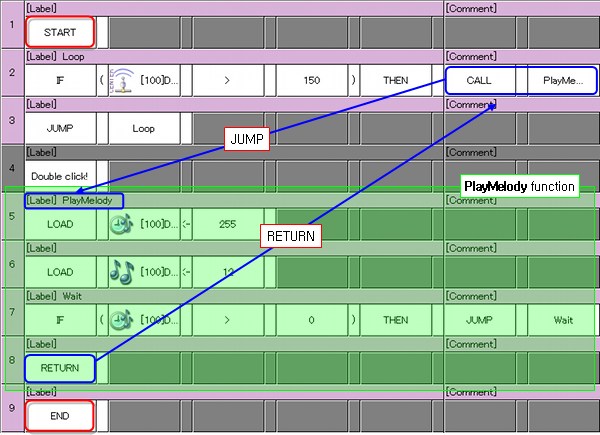 [Label] [Comment]
1 START
[Label] Loop [Comment]
2 IF ( [100]D... > 150 ) THEN CALL PlayMe...
[Label] [Comment]
3 JUMP Loop
JUMP
[Label]
4 Double click!
PlayMelody function
[Label] PlayMelody
5 LOAD [100]D... <- 255
RETURN
[Label] [Comment]
6 LOAD [100]D... <- 12
[Label] Wait [Comment]
7 IF ( [100]D... > 0 ) THEN JUMP Wait
[Label] [Comment]
8 RETURN
[Label] [Comment]
9 END